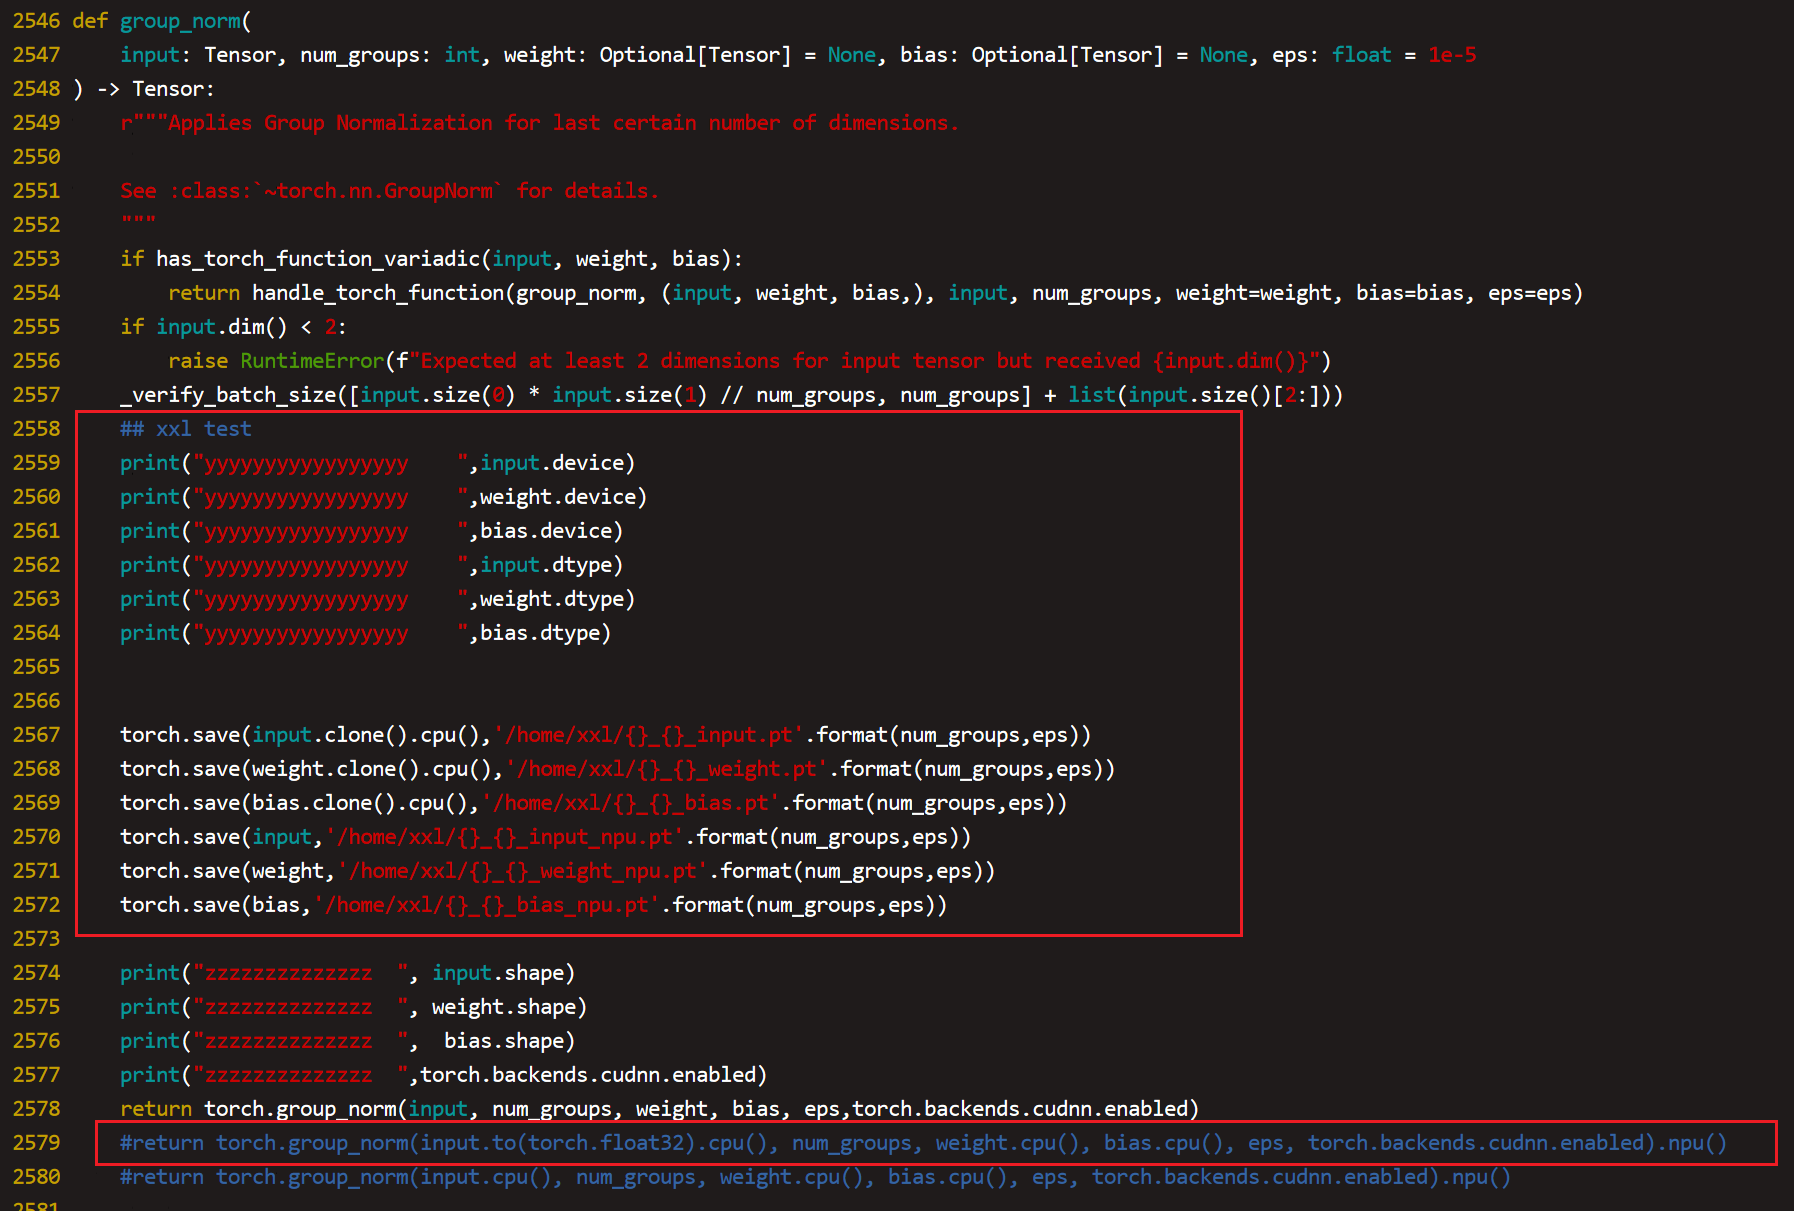 2546 def group_norm(
2547     input: Tensor, num_groups: int, weight: Optional[Tensor] = None, bias: Optional[Tensor] = None, eps: float = 1e-5
2548 ) -> Tensor:
2549     r"""Applies Group Normalization for last certain number of dimensions.
2550
2551     See :class:`~torch.nn.GroupNorm` for details.
2552     """
2553     if has_torch_function_variadic(input, weight, bias):
2554         return handle_torch_function(group_norm, (input, weight, bias,), input, num_groups, weight=weight, bias=bias, eps=eps)
2555     if input.dim() < 2:
2556         raise RuntimeError(f"Expected at least 2 dimensions for input tensor but received {input.dim()}")
2557     _verify_batch_size([input.size(0) * input.size(1) // num_groups, num_groups] + list(input.size()[2:]))
2558     ## xxl test
2559     print("yyyyyyyyyyyyyyyyy    ",input.device)
2560     print("yyyyyyyyyyyyyyyyy    ",weight.device)
2561     print("yyyyyyyyyyyyyyyyy    ",bias.device)
2562     print("yyyyyyyyyyyyyyyyy    ",input.dtype)
2563     print("yyyyyyyyyyyyyyyyy    ",weight.dtype)
2564     print("yyyyyyyyyyyyyyyyy    ",bias.dtype)
2565
2566
2567     torch.save(input.clone().cpu(),'/home/xxl/{}_{}_input.pt'.format(num_groups,eps))
2568     torch.save(weight.clone().cpu(),'/home/xxl/{}_{}_weight.pt'.format(num_groups,eps))
2569     torch.save(bias.clone().cpu(),'/home/xxl/{}_{}_bias.pt'.format(num_groups,eps))
2570     torch.save(input,'/home/xxl/{}_{}_input_npu.pt'.format(num_groups,eps))
2571     torch.save(weight,'/home/xxl/{}_{}_weight_npu.pt'.format(num_groups,eps))
2572     torch.save(bias,'/home/xxl/{}_{}_bias_npu.pt'.format(num_groups,eps))
2573
2574     print("zzzzzzzzzzzzzz  ", input.shape)
2575     print("zzzzzzzzzzzzzz  ", weight.shape)
2576     print("zzzzzzzzzzzzzz  ",  bias.shape)
2577     print("zzzzzzzzzzzzzz  ",torch.backends.cudnn.enabled)
2578     return torch.group_norm(input, num_groups, weight, bias, eps,torch.backends.cudnn.enabled)
2579     #return torch.group_norm(input.to(torch.float32).cpu(), num_groups, weight.cpu(), bias.cpu(), eps, torch.backends.cudnn.enabled).npu()
2580     #return torch.group_norm(input.cpu(), num_groups, weight.cpu(), bias.cpu(), eps, torch.backends.cudnn.enabled).npu()
2581